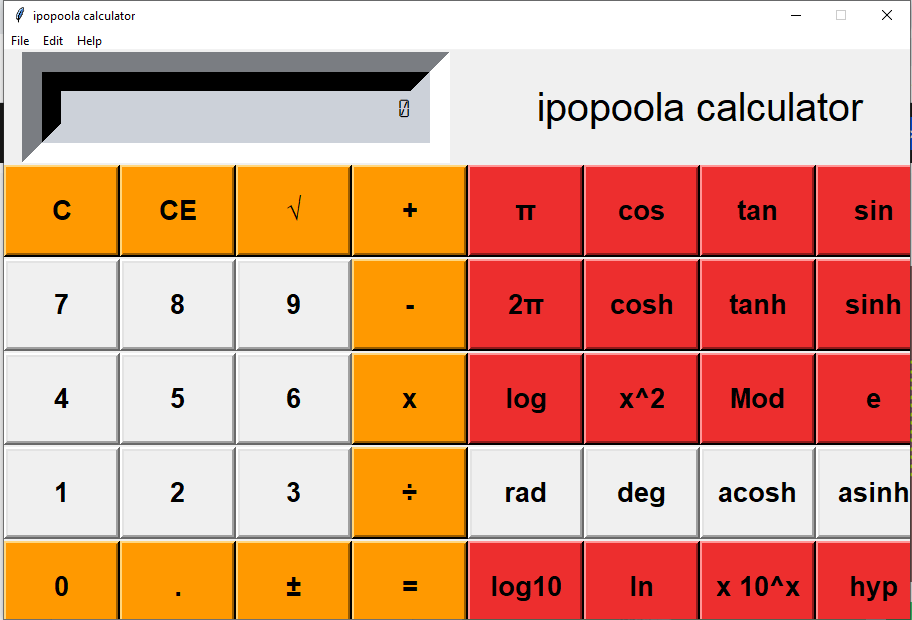 ipopoola calculator
File Edit Help
0
ipopoola calculator
C CE √ + π cos tan sin
7 8 9 - 2π cosh tanh sinh
4 5 6 x log x^2 Mod e
1 2 3 ÷ rad deg acosh asinh
0 . ± = log10 ln x 10^x hyp